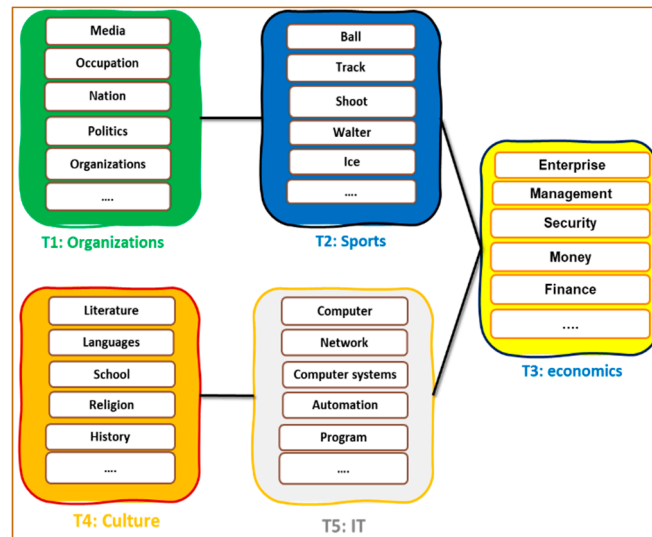 Media
Occupation
Nation
Politics
Organizations
....
T1: Organizations
Ball
Track
Shoot
Walter
Ice
....
T2: Sports
Enterprise
Management
Security
Money
Finance
....
T3: economics
Literature
Languages
School
Religion
History
....
T4: Culture
Computer
Network
Computer systems
Automation
Program
....
T5: IT